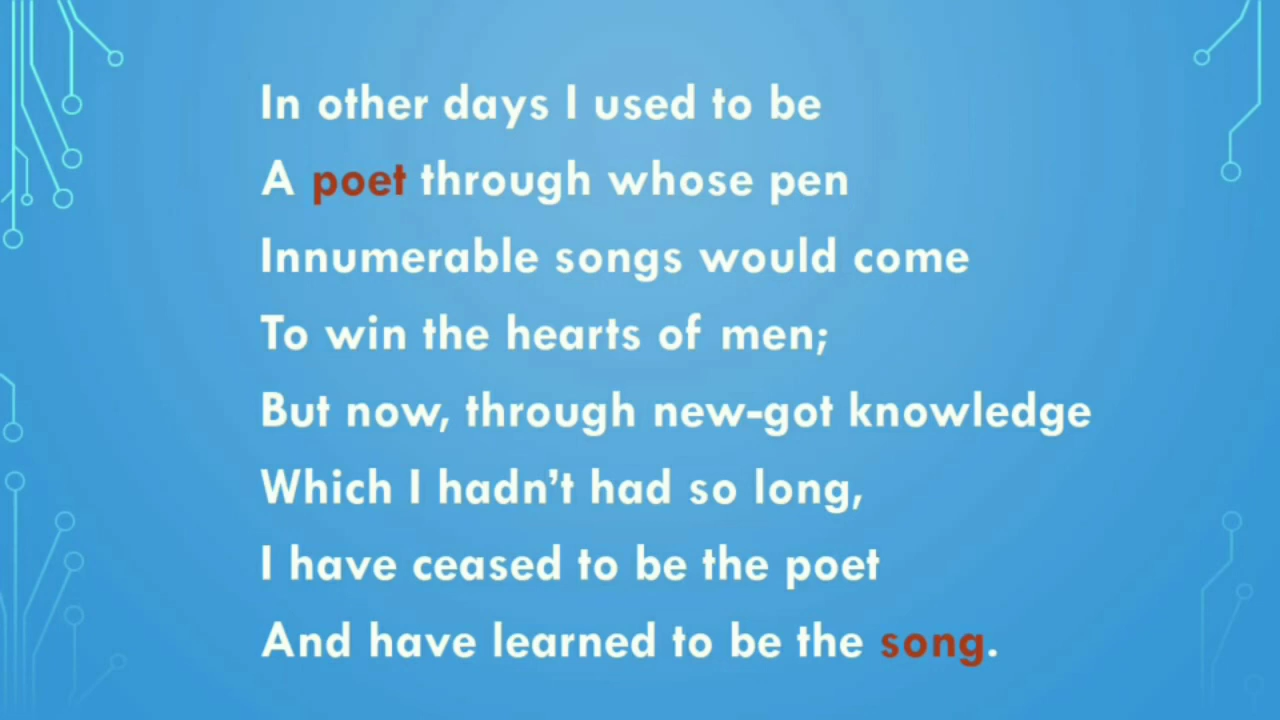 In other days I used to be
A poet through whose pen
Innumerable songs would come
To win the hearts of men;
But now, through new-got knowledge
Which I hadn’t had so long,
I have ceased to be the poet
And have learned to be the song.